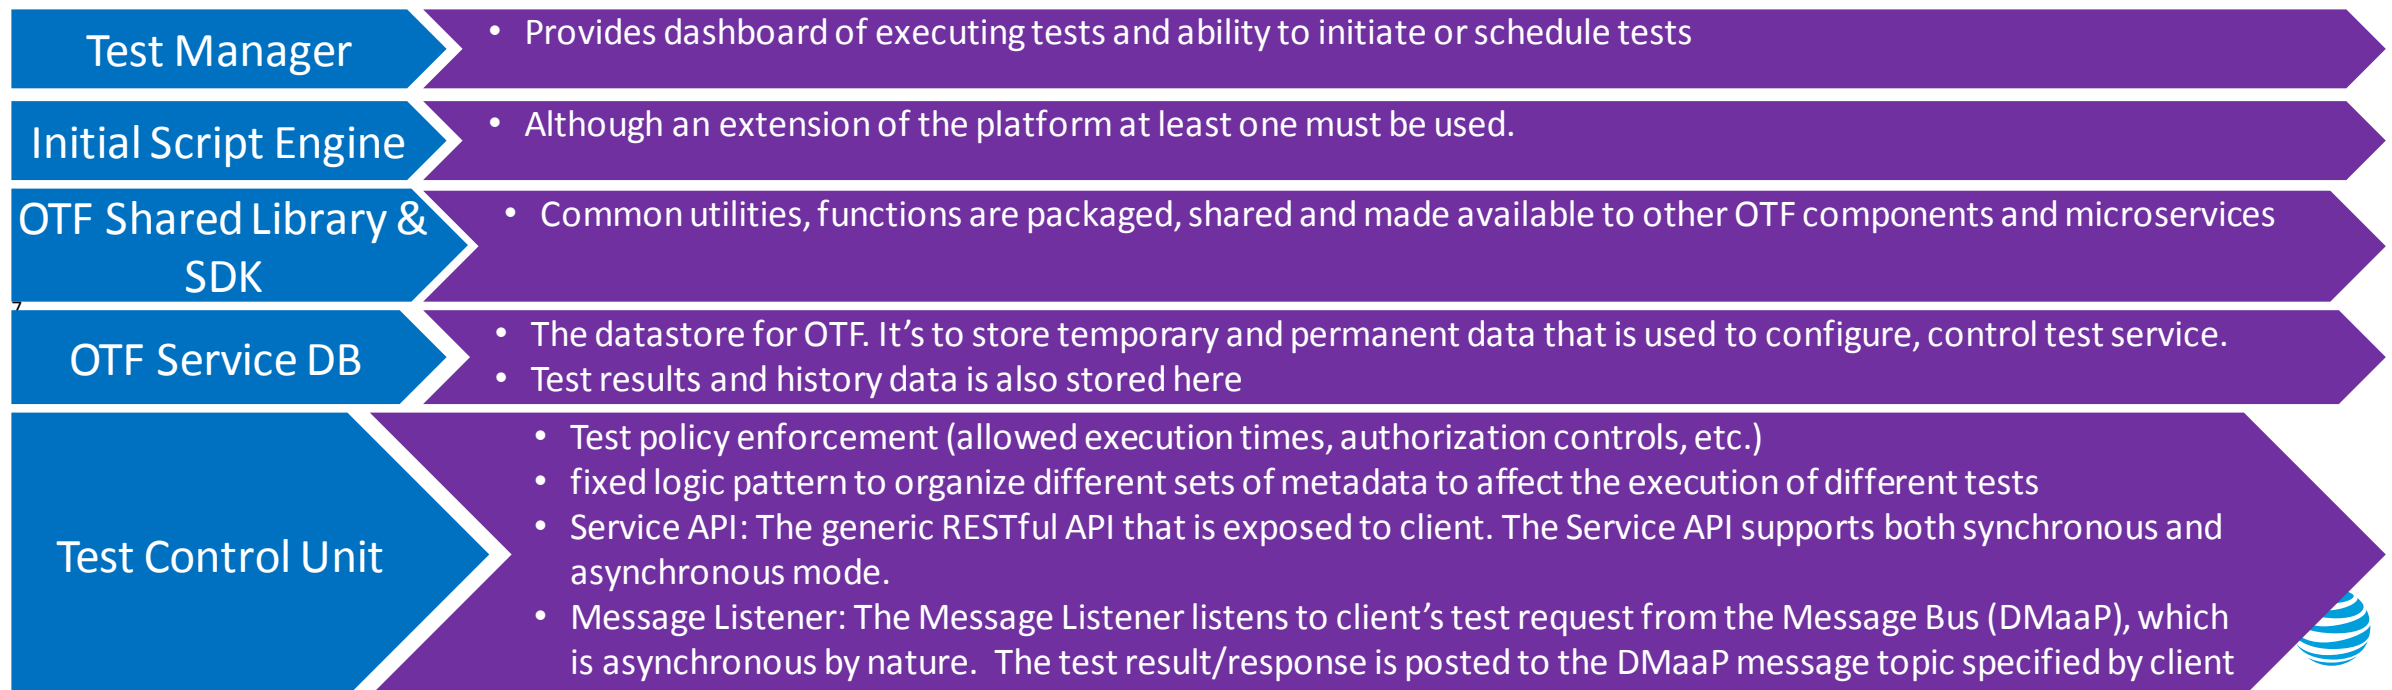 Test Manager
• Provides dashboard of executing tests and ability to initiate or schedule tests
Initial Script Engine
• Although an extension of the platform at least one must be used.
OTF Shared Library &
SDK
• Common utilities, functions are packaged, shared and made available to other OTF components and microservices
7
OTF Service DB
• The datastore for OTF. It’s to store temporary and permanent data that is used to configure, control test service.
• Test results and history data is also stored here
Test Control Unit
• Test policy enforcement (allowed execution times, authorization controls, etc.)
• fixed logic pattern to organize different sets of metadata to affect the execution of different tests
• Service API: The generic RESTful API that is exposed to client. The Service API supports both synchronous and
asynchronous mode.
• Message Listener: The Message Listener listens to client’s test request from the Message Bus (DMaaP), which
is asynchronous by nature.  The test result/response is posted to the DMaaP message topic specified by client